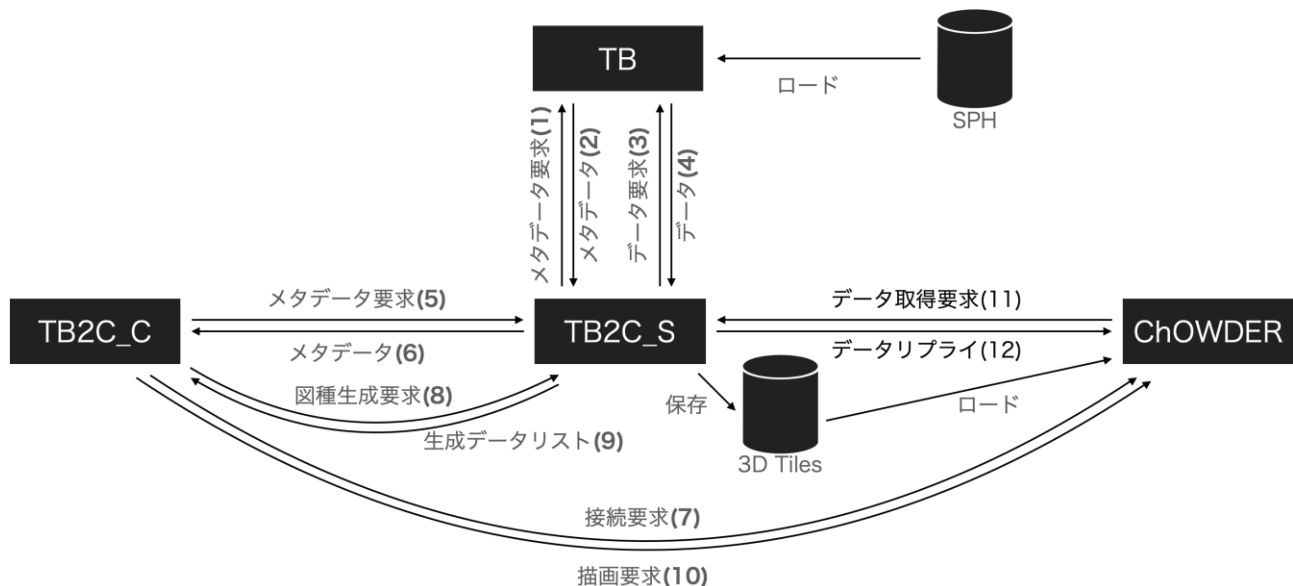 TB
ロード
SPH
メタデータ要求(1)
メタデータ(2)
データ要求(3)
データ(4)
メタデータ要求(5)
データ取得要求(11)
TB2C_C
TB2C_S
ChOWDER
メタデータ(6)
データリプライ(12)
図種生成要求(8)
保存
ロード
生成データリスト(9)
3D Tiles
接続要求(7)
描画要求(10)